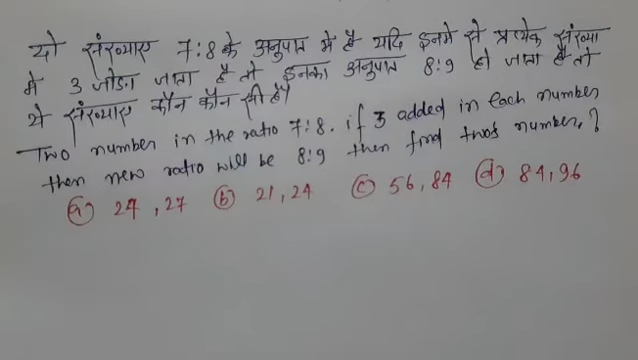 दो संख्याए 7:8 के अनुपात में है यदि इनमे से प्रत्येक संख्या
मे 3 जोडा जाता है तो इनका अनुपात 8:9 हो जाता है तो
ये संख्याए कौन कौन सी है।
Two number in the ratio 7:8. if 3 added in each number
then new ratio will be 8:9 then find two number.?
(a) 24, 27 (b) 21, 24 (c) 56, 84 (d) 84, 96